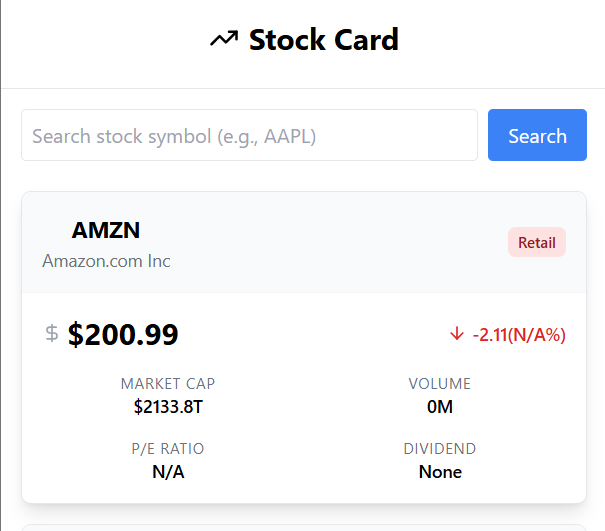 Stock Card
Search stock symbol (e.g., AAPL)
Search
AMZN
Amazon.com Inc
Retail
$ $200.99
↓ -2.11(N/A%)
MARKET CAP
$2133.8T
VOLUME
0M
P/E RATIO
N/A
DIVIDEND
None